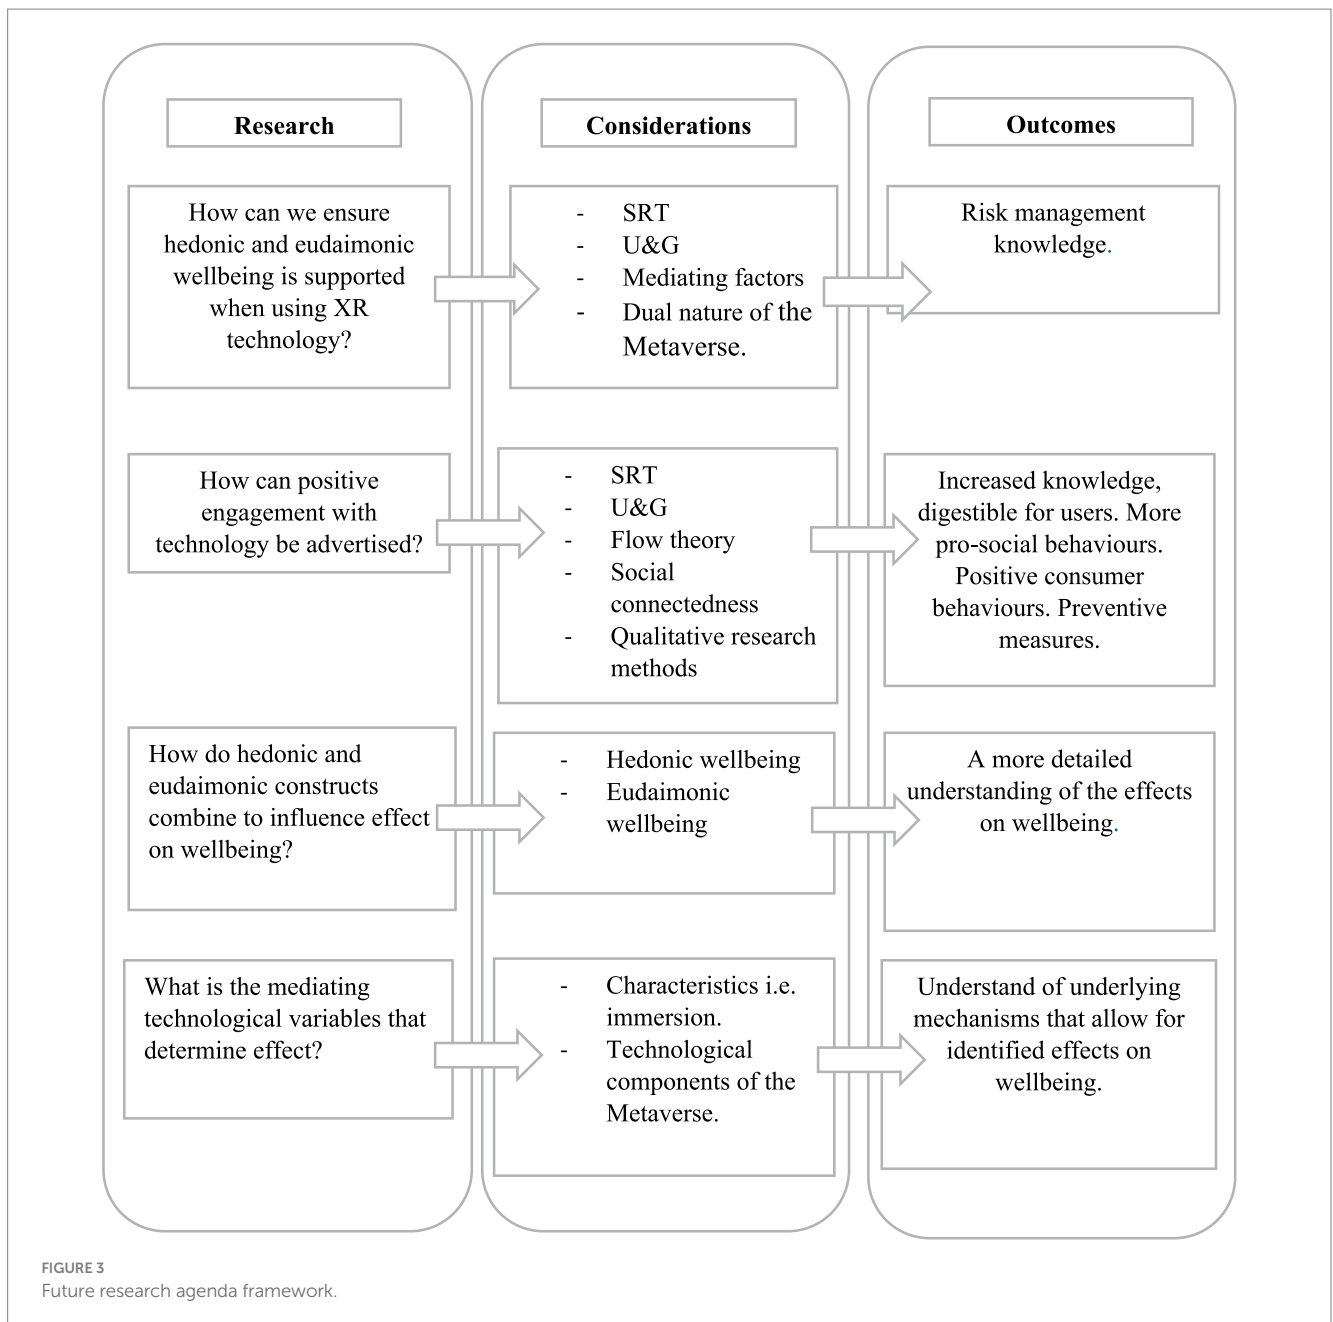 Research
Considerations
Outcomes
How can we ensure
hedonic and eudaimonic
wellbeing is supported
when using XR
technology?
- SRT
- U&G
- Mediating factors
- Dual nature of the
Metaverse.
Risk management
knowledge.
How can positive
engagement with
technology be advertised?
- SRT
- U&G
- Flow theory
- Social
connectedness
- Qualitative research
methods
Increased knowledge,
digestible for users. More
pro-social behaviours.
Positive consumer
behaviours. Preventive
measures.
How do hedonic and
eudaimonic constructs
combine to influence effect
on wellbeing?
- Hedonic wellbeing
- Eudaimonic
wellbeing
A more detailed
understanding of the effects
on wellbeing.
What is the mediating
technological variables that
determine effect?
- Characteristics i.e.
immersion.
- Technological
components of the
Metaverse.
Understand of underlying
mechanisms that allow for
identified effects on
wellbeing.
FIGURE 3
Future research agenda framework.